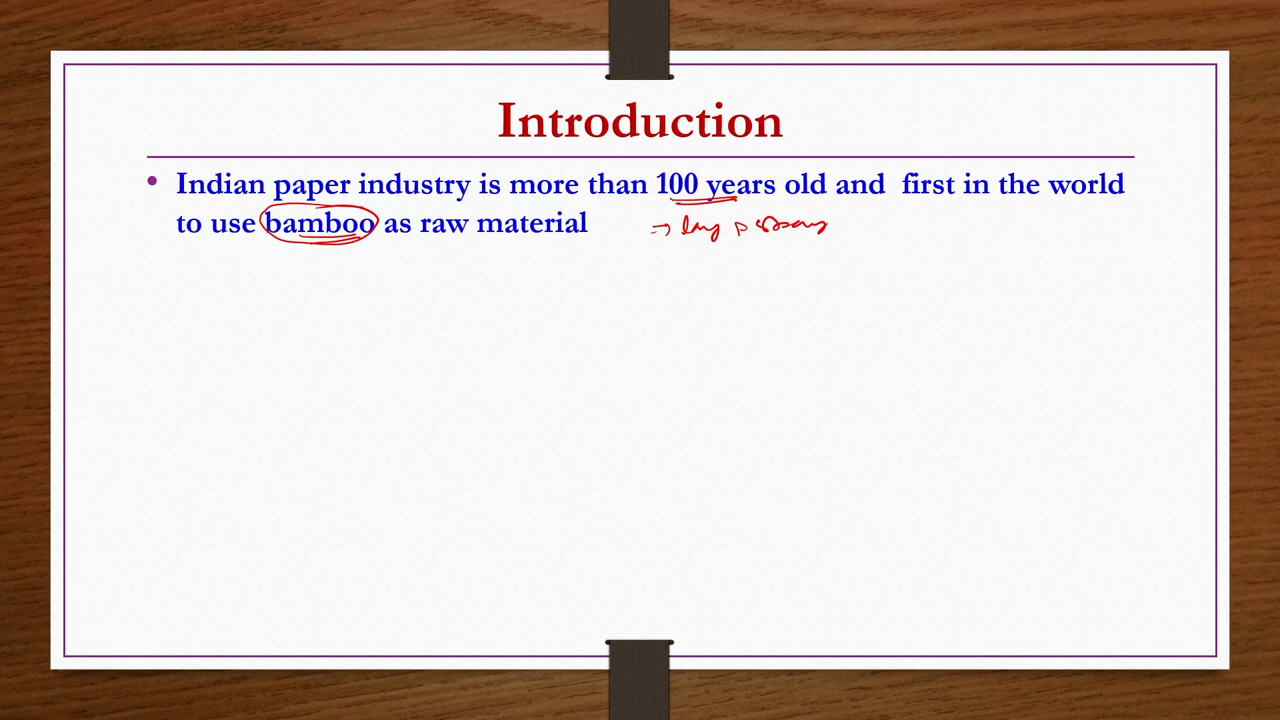 Introduction
• Indian paper industry is more than 100 years old and first in the world
to use bamboo as raw material →